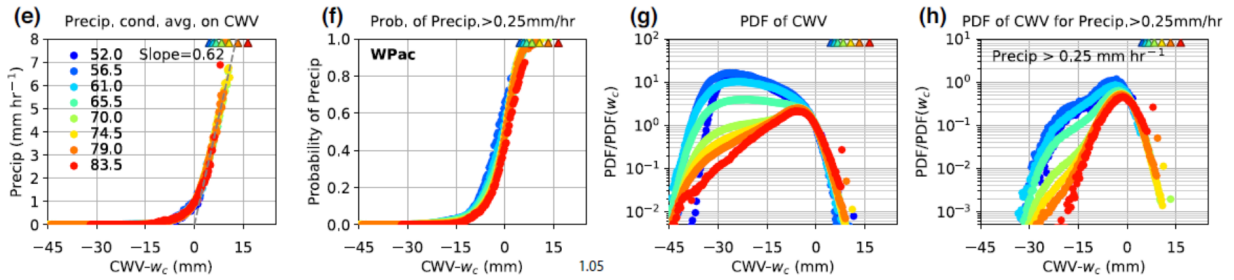 (e) Precip. cond. avg. on CWV
8
7
6
5
4
3
2
1
0
Precip (mm hr⁻¹)
52.0
56.5
61.0
65.5
70.0
74.5
79.0
83.5
Slope=0.62
−45 −30 −15 0 15
CWV-w_c (mm)
(f) Prob. of Precip.>0.25mm/hr
1.0
0.8
0.6
0.4
0.2
0.0
Probability of Precip
WPac
−45 −30 −15 0 15
CWV-w_c (mm)
1.05
(g) PDF of CWV
10²
10¹
10⁰
10⁻¹
10⁻²
PDF/PDF(w_c)
−45 −30 −15 0 15
CWV-w_c (mm)
(h) PDF of CWV for Precip.>0.25mm/hr
10²
10¹
10⁰
10⁻¹
10⁻²
10⁻³
PDF/PDF(w_c)
Precip > 0.25 mm hr⁻¹
−45 −30 −15 0 15
CWV-w_c (mm)